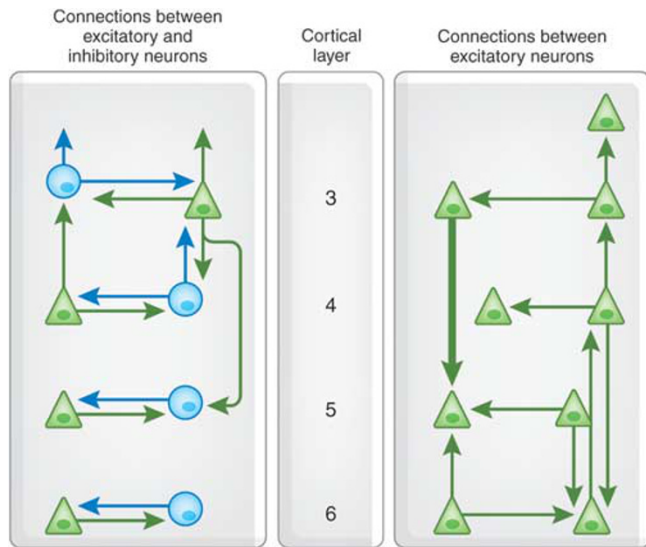 Connections between
excitatory and
inhibitory neurons
Cortical
layer
Connections between
excitatory neurons
3
4
5
6